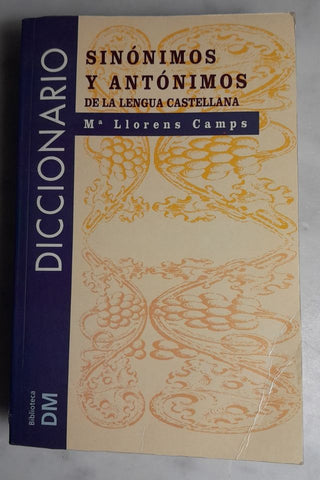 DICCIONARIO
SINÓNIMOS
Y ANTÓNIMOS
DE LA LENGUA CASTELLANA
Mª Llorens Camps
Biblioteca
DM